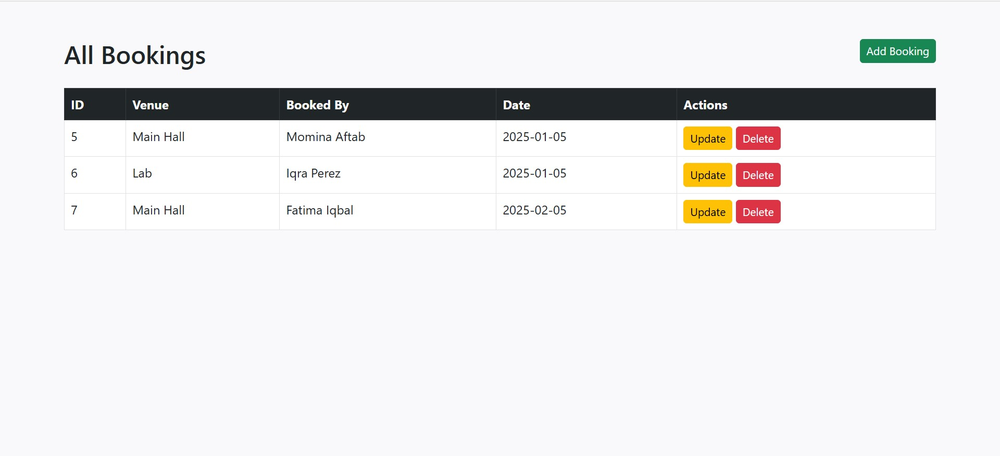 All Bookings
Add Booking
ID Venue Booked By Date Actions
5 Main Hall Momina Aftab 2025-01-05 Update Delete
6 Lab Iqra Perez 2025-01-05 Update Delete
7 Main Hall Fatima Iqbal 2025-02-05 Update Delete